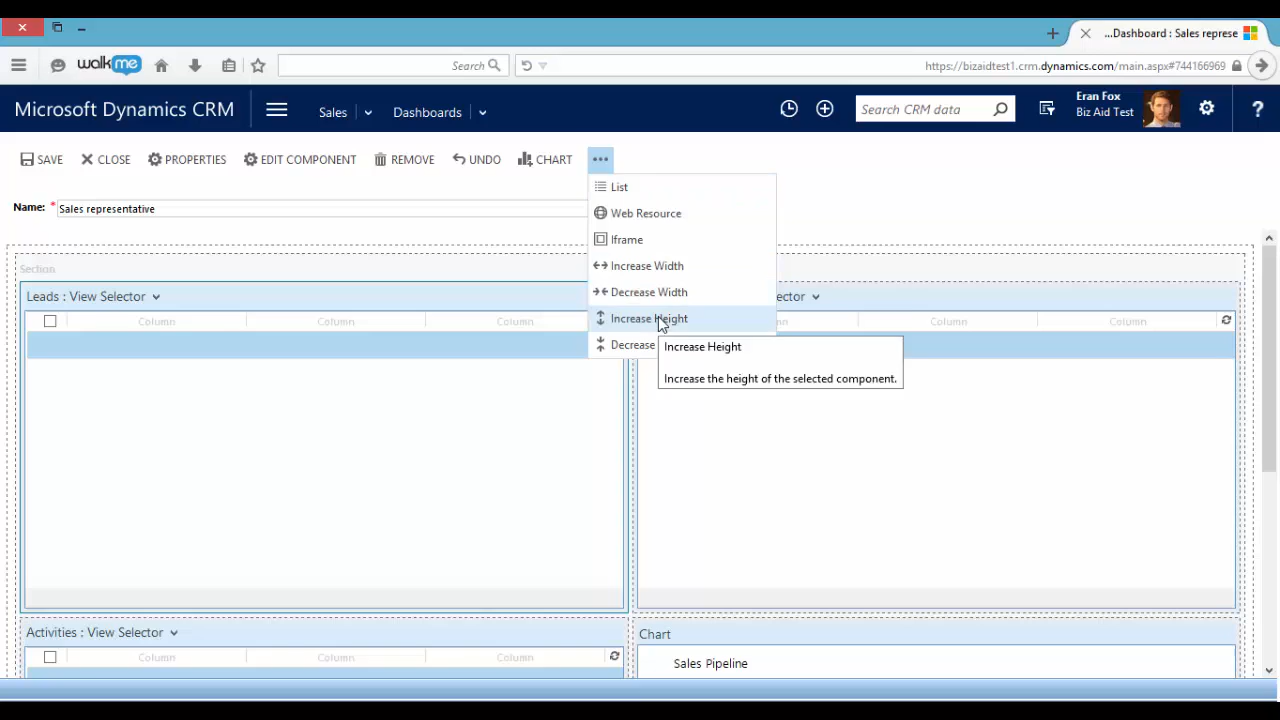 ...Dashboard : Sales represe
walkme
Search
https://bizaidtest1.crm.dynamics.com/main.aspx#744166969
Microsoft Dynamics CRM
Sales
Dashboards
Search CRM data
Eran Fox
Biz Aid Test
?
SAVE
CLOSE
PROPERTIES
EDIT COMPONENT
REMOVE
UNDO
CHART
...
List
Web Resource
Iframe
Increase Width
Decrease Width
Increase Height
Decrease
Increase Height
Increase the height of the selected component.
Name: *
Sales representative
Section
Leads : View Selector
Column
Column
Column
Column
Column
Activities : View Selector
Column
Column
Column
Chart
Sales Pipeline